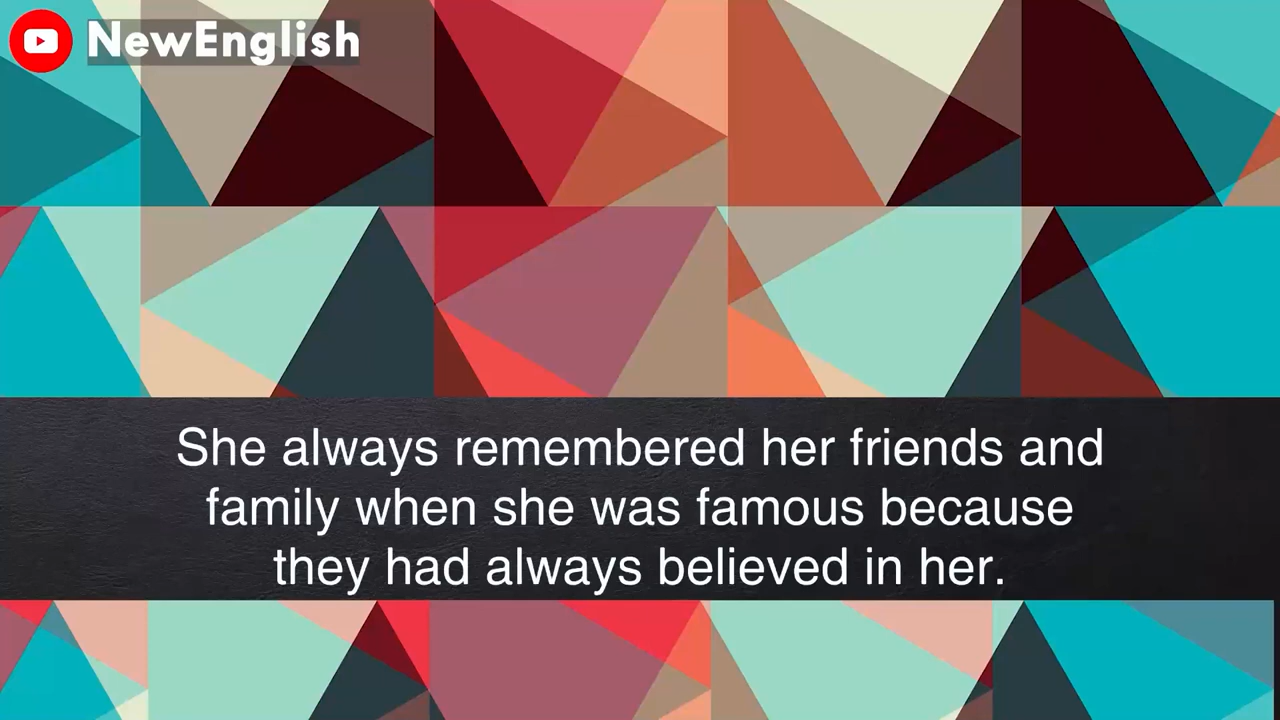 NewEnglish
She always remembered her friends and
family when she was famous because
they had always believed in her.